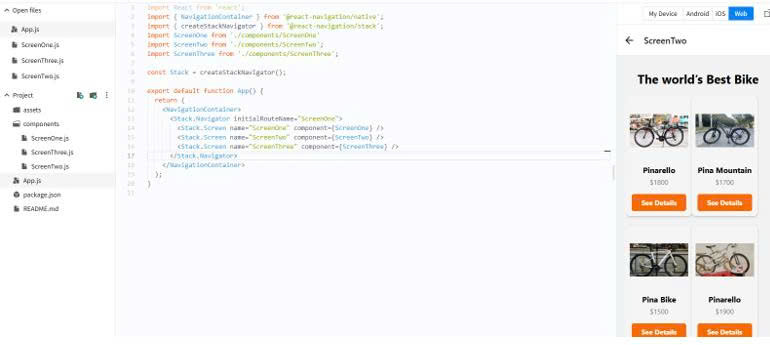 Open files
App.js
ScreenOne.js
ScreenThree.js
ScreenTwo.js
Project
assets
components
ScreenOne.js
ScreenThree.js
ScreenTwo.js
App.js
package.json
README.md
1 import React from 'react';
2 import { NavigationContainer } from '@react-navigation/native';
3 import { createStackNavigator } from '@react-navigation/stack';
4 import ScreenOne from './components/ScreenOne'
5 import ScreenTwo from './components/ScreenTwo';
6 import ScreenThree from './components/ScreenThree';
7
8 const Stack = createStackNavigator();
9
10 export default function App() {
11 return (
12 <NavigationContainer>
13 <Stack.Navigator initialRouteName="ScreenOne">
14 <Stack.Screen name="ScreenOne" component={ScreenOne} />
15 <Stack.Screen name="ScreenTwo" component={ScreenTwo} />
16 <Stack.Screen name="ScreenThree" component={ScreenThree} />
17 </Stack.Navigator>
18 </NavigationContainer>
19 );
20 }
21
My Device Android iOS Web
ScreenTwo
The world's Best Bike
Pinarello Pina Mountain
$1800 $1700
See Details See Details
Pina Bike Pinarello
$1500 $1900
See Details See Details